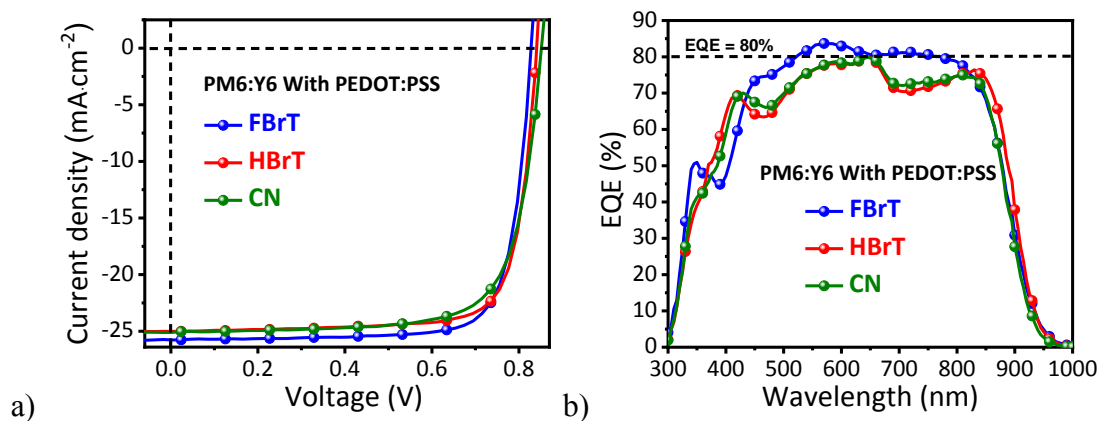 0
-5
-10
-15
-20
-25
Current density (mA.cm-2)
PM6:Y6 With PEDOT:PSS
FBrT
HBrT
CN
0.0 0.2 0.4 0.6 0.8
Voltage (V)
a)
90
80
70
60
50
40
30
20
10
0
EQE (%)
EQE = 80%
PM6:Y6 With PEDOT:PSS
FBrT
HBrT
CN
300 400 500 600 700 800 900 1000
Wavelength (nm)
b)